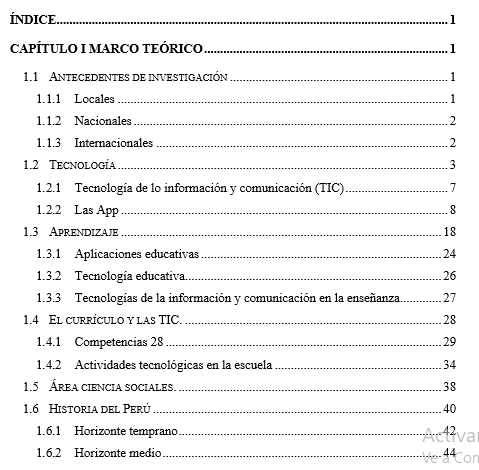 ÍNDICE 1
CAPÍTULO I MARCO TEÓRICO 1
1.1 ANTECEDENTES DE INVESTIGACIÓN 1
1.1.1 Locales 1
1.1.2 Nacionales 2
1.1.3 Internacionales 2
1.2 TECNOLOGÍA 3
1.2.1 Tecnología de lo información y comunicación (TIC) 7
1.2.2 Las App 8
1.3 APRENDIZAJE 18
1.3.1 Aplicaciones educativas 24
1.3.2 Tecnología educativa 26
1.3.3 Tecnologías de la información y comunicación en la enseñanza 27
1.4 EL CURRÍCULO Y LAS TIC. 28
1.4.1 Competencias 28 29
1.4.2 Actividades tecnológicas en la escuela 34
1.5 ÁREA CIENCIA SOCIALES. 38
1.6 HISTORIA DEL PERÚ 40
1.6.1 Horizonte temprano 42
1.6.2 Horizonte medio 44
Activar
Ve a Con